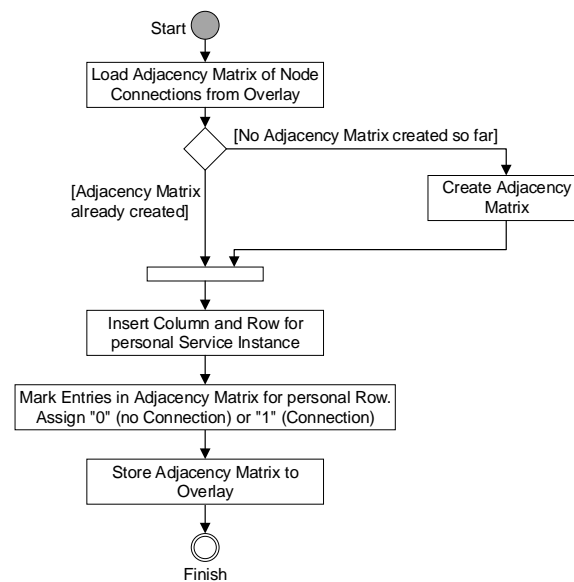 Start
Load Adjacency Matrix of Node
Connections from Overlay
[No Adjacency Matrix created so far]
[Adjacency Matrix
already created]
Create Adjacency
Matrix
Insert Column and Row for
personal Service Instance
Mark Entries in Adjacency Matrix for personal Row.
Assign "0" (no Connection) or "1" (Connection)
Store Adjacency Matrix to
Overlay
Finish